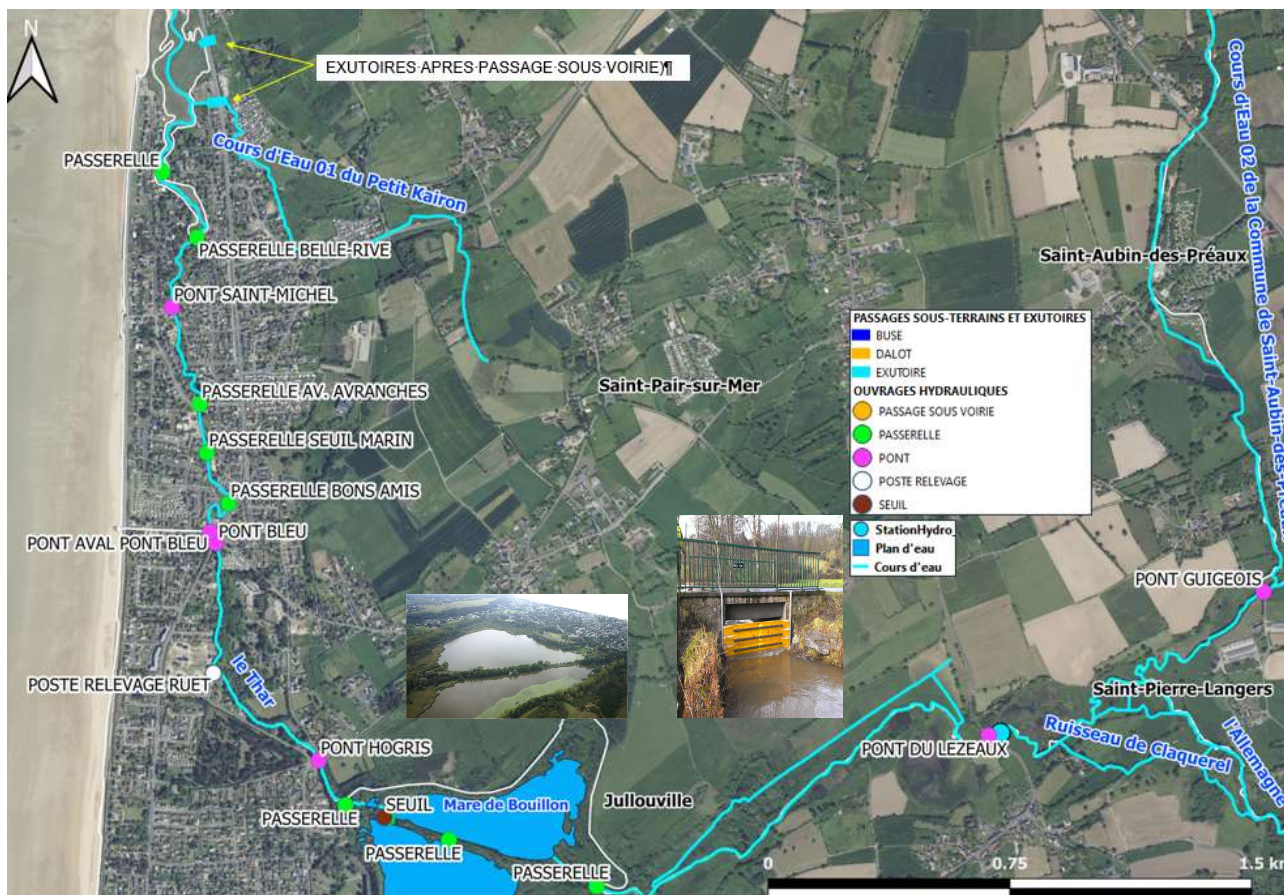 N
EXUTOIRES·APRES·PASSAGE·SOUS·VOIRIE)¶
PASSERELLE
Cours d'Eau 01 du Petit Kairon
PASSERELLE BELLE-RIVE
PONT SAINT-MICHEL
PASSERELLE AV. AVRANCHES
PASSERELLE SEUIL MARIN
PASSERELLE BONS AMIS
PONT BLEU
PONT AVAL PONT BLEU
POSTE RELEVAGE RUET
le Thar
PONT HOGRIS
PASSERELLE
SEUIL
Mare de Bouillon
PASSERELLE
PASSERELLE
Jullouville
Saint-Pair-sur-Mer
Saint-Aubin-des-Préaux
Cours d'Eau 02 de la Commune de Saint-Aubin-des-Préaux
PASSAGES SOUS-TERRAINS ET EXUTOIRES
BUSE
DALOT
EXUTOIRE
OUVRAGES HYDRAULIQUES
PASSAGE SOUS VOIRIE
PASSERELLE
PONT
POSTE RELEVAGE
SEUIL
StationHydro_
Plan d'eau
Cours d'eau
PONT GUIGEOIS
Saint-Pierre-Langers
PONT DU LEZEAUX
Ruisseau de Claquerel
l'Allemagne
0 0.75 1.5 km